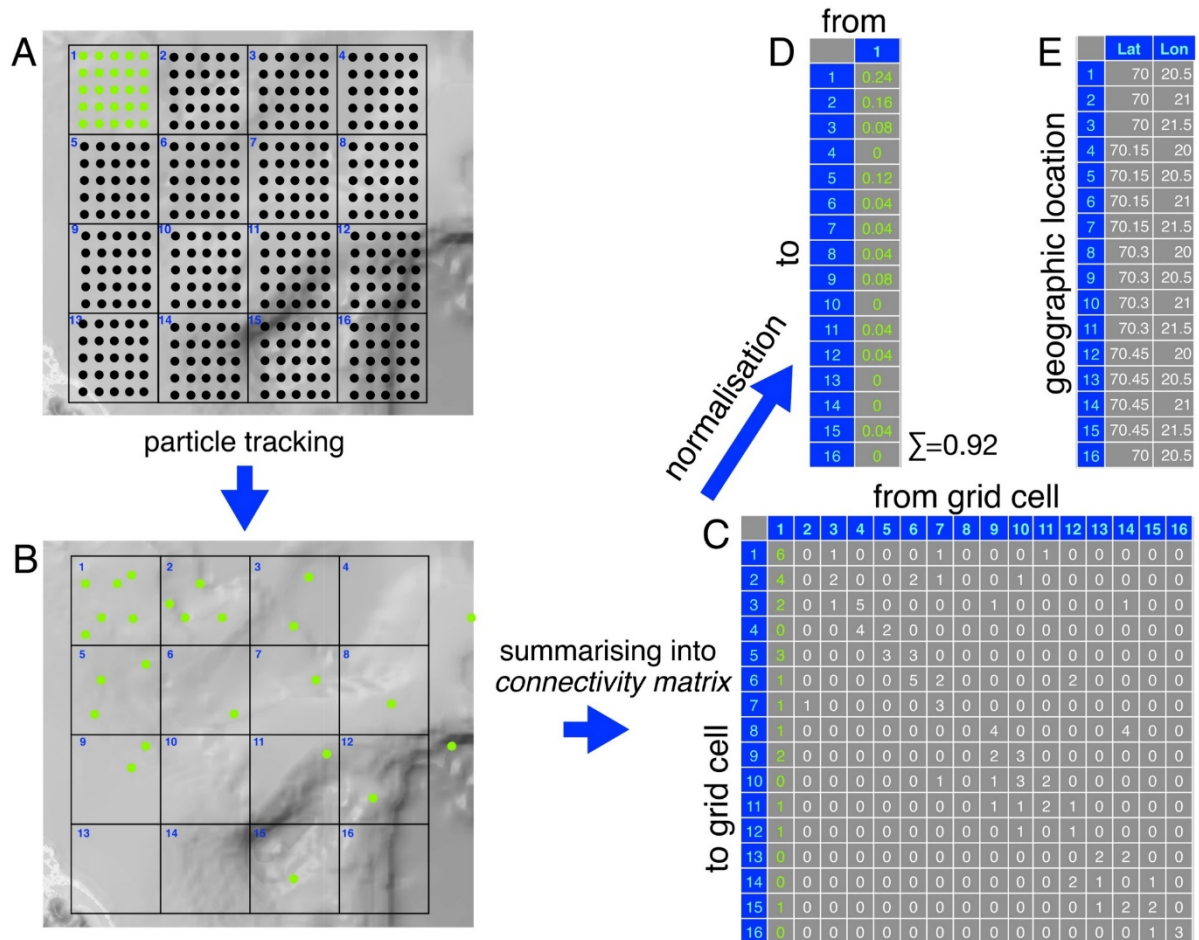 A
1 2 3 4
5 6 7 8
9 10 11 12
13 14 15 16
particle tracking
B
1 2 3 4
5 6 7 8
9 10 11 12
13 14 15 16
summarising into
connectivity matrix
normalisation
D
from
to
1
1 0.24
2 0.16
3 0.08
4 0
5 0.12
6 0.04
7 0.04
8 0.04
9 0.08
10 0
11 0.04
12 0.04
13 0
14 0
15 0.04
16 0
∑=0.92
E
geographic location
Lat Lon
1 70 20.5
2 70 21
3 70 21.5
4 70.15 20
5 70.15 20.5
6 70.15 21
7 70.15 21.5
8 70.3 20
9 70.3 20.5
10 70.3 21
11 70.3 21.5
12 70.45 20
13 70.45 20.5
14 70.45 21
15 70.45 21.5
16 70 20.5
from grid cell
C
to grid cell
1 2 3 4 5 6 7 8 9 10 11 12 13 14 15 16
1 6 0 1 0 0 0 1 0 0 0 1 0 0 0 0 0
2 4 0 2 0 0 2 1 0 0 1 0 0 0 0 0 0
3 2 0 1 5 0 0 0 0 1 0 0 0 0 1 0 0
4 0 0 0 4 2 0 0 0 0 0 0 0 0 0 0 0
5 3 0 0 0 3 3 0 0 0 0 0 0 0 0 0 0
6 1 0 0 0 0 5 2 0 0 0 0 2 0 0 0 0
7 1 1 0 0 0 0 3 0 0 0 0 0 0 0 0 0
8 1 0 0 0 0 0 0 0 4 0 0 0 0 4 0 0
9 2 0 0 0 0 0 0 0 2 3 0 0 0 0 0 0
10 0 0 0 0 0 0 1 0 1 3 2 0 0 0 0 0
11 1 0 0 0 0 0 0 0 1 1 2 1 0 0 0 0
12 1 0 0 0 0 0 0 0 0 1 0 1 0 0 0 0
13 0 0 0 0 0 0 0 0 0 0 0 0 2 2 0 0
14 0 0 0 0 0 0 0 0 0 0 0 2 1 0 1 0
15 1 0 0 0 0 0 0 0 0 0 0 0 1 2 2 0
16 0 0 0 0 0 0 0 0 0 0 0 0 0 0 1 3